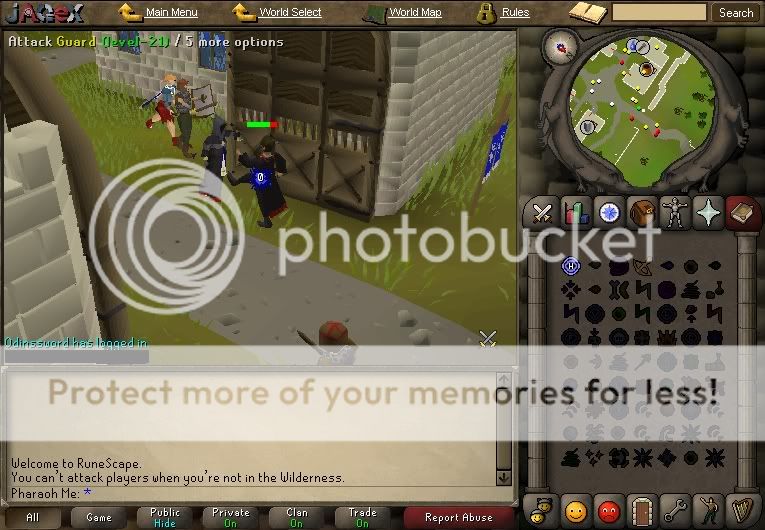 JAGEX
Main Menu
World Select
World Map
Rules
Search
Attack Guard (level-21) / 5 more options
photobucket
Odinssword has logged in
Protect more of your memories for less!
Welcome to RuneScape.
You can't attack players when you're not in the Wilderness.
Pharaoh Me: *
All
Game
Public
Hide
Private
On
Clan
On
Trade
On
Report Abuse